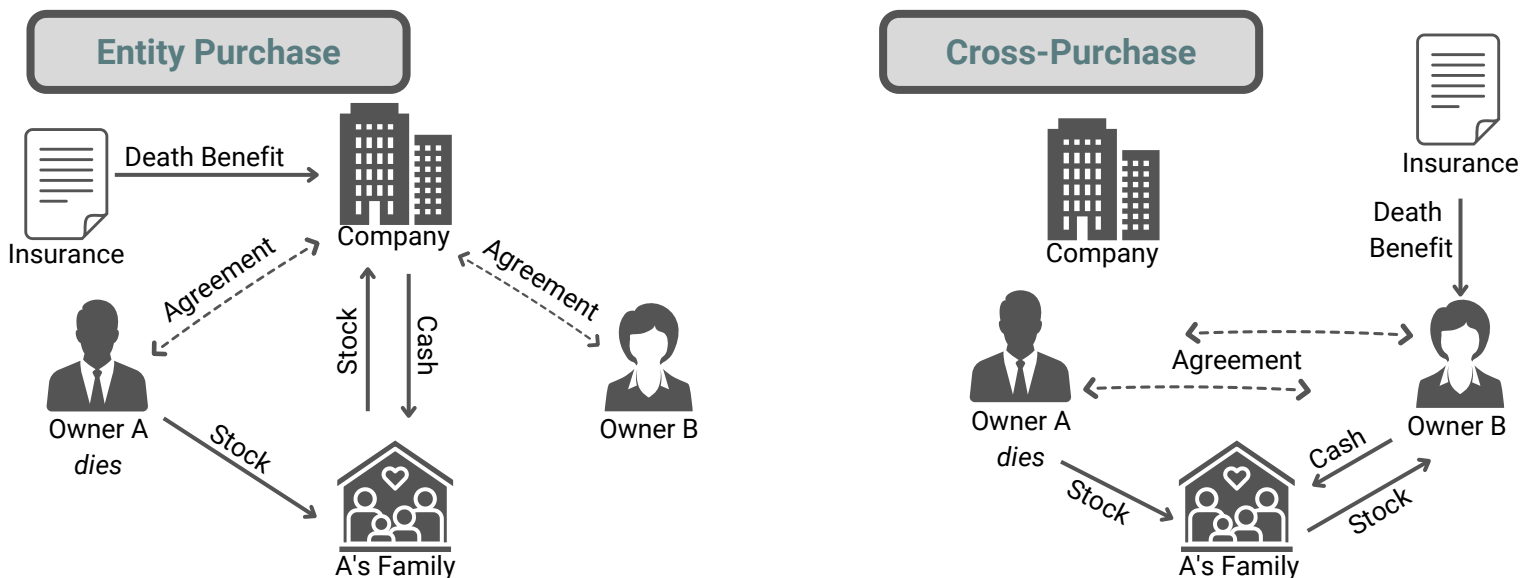 Entity Purchase
Death Benefit
Insurance
Company
Agreement
Agreement
Stock
Cash
Owner A
dies
Owner B
Stock
A's Family
Cross-Purchase
Insurance
Company
Death
Benefit
Agreement
Owner A
dies
Owner B
Cash
Stock
Stock
A's Family